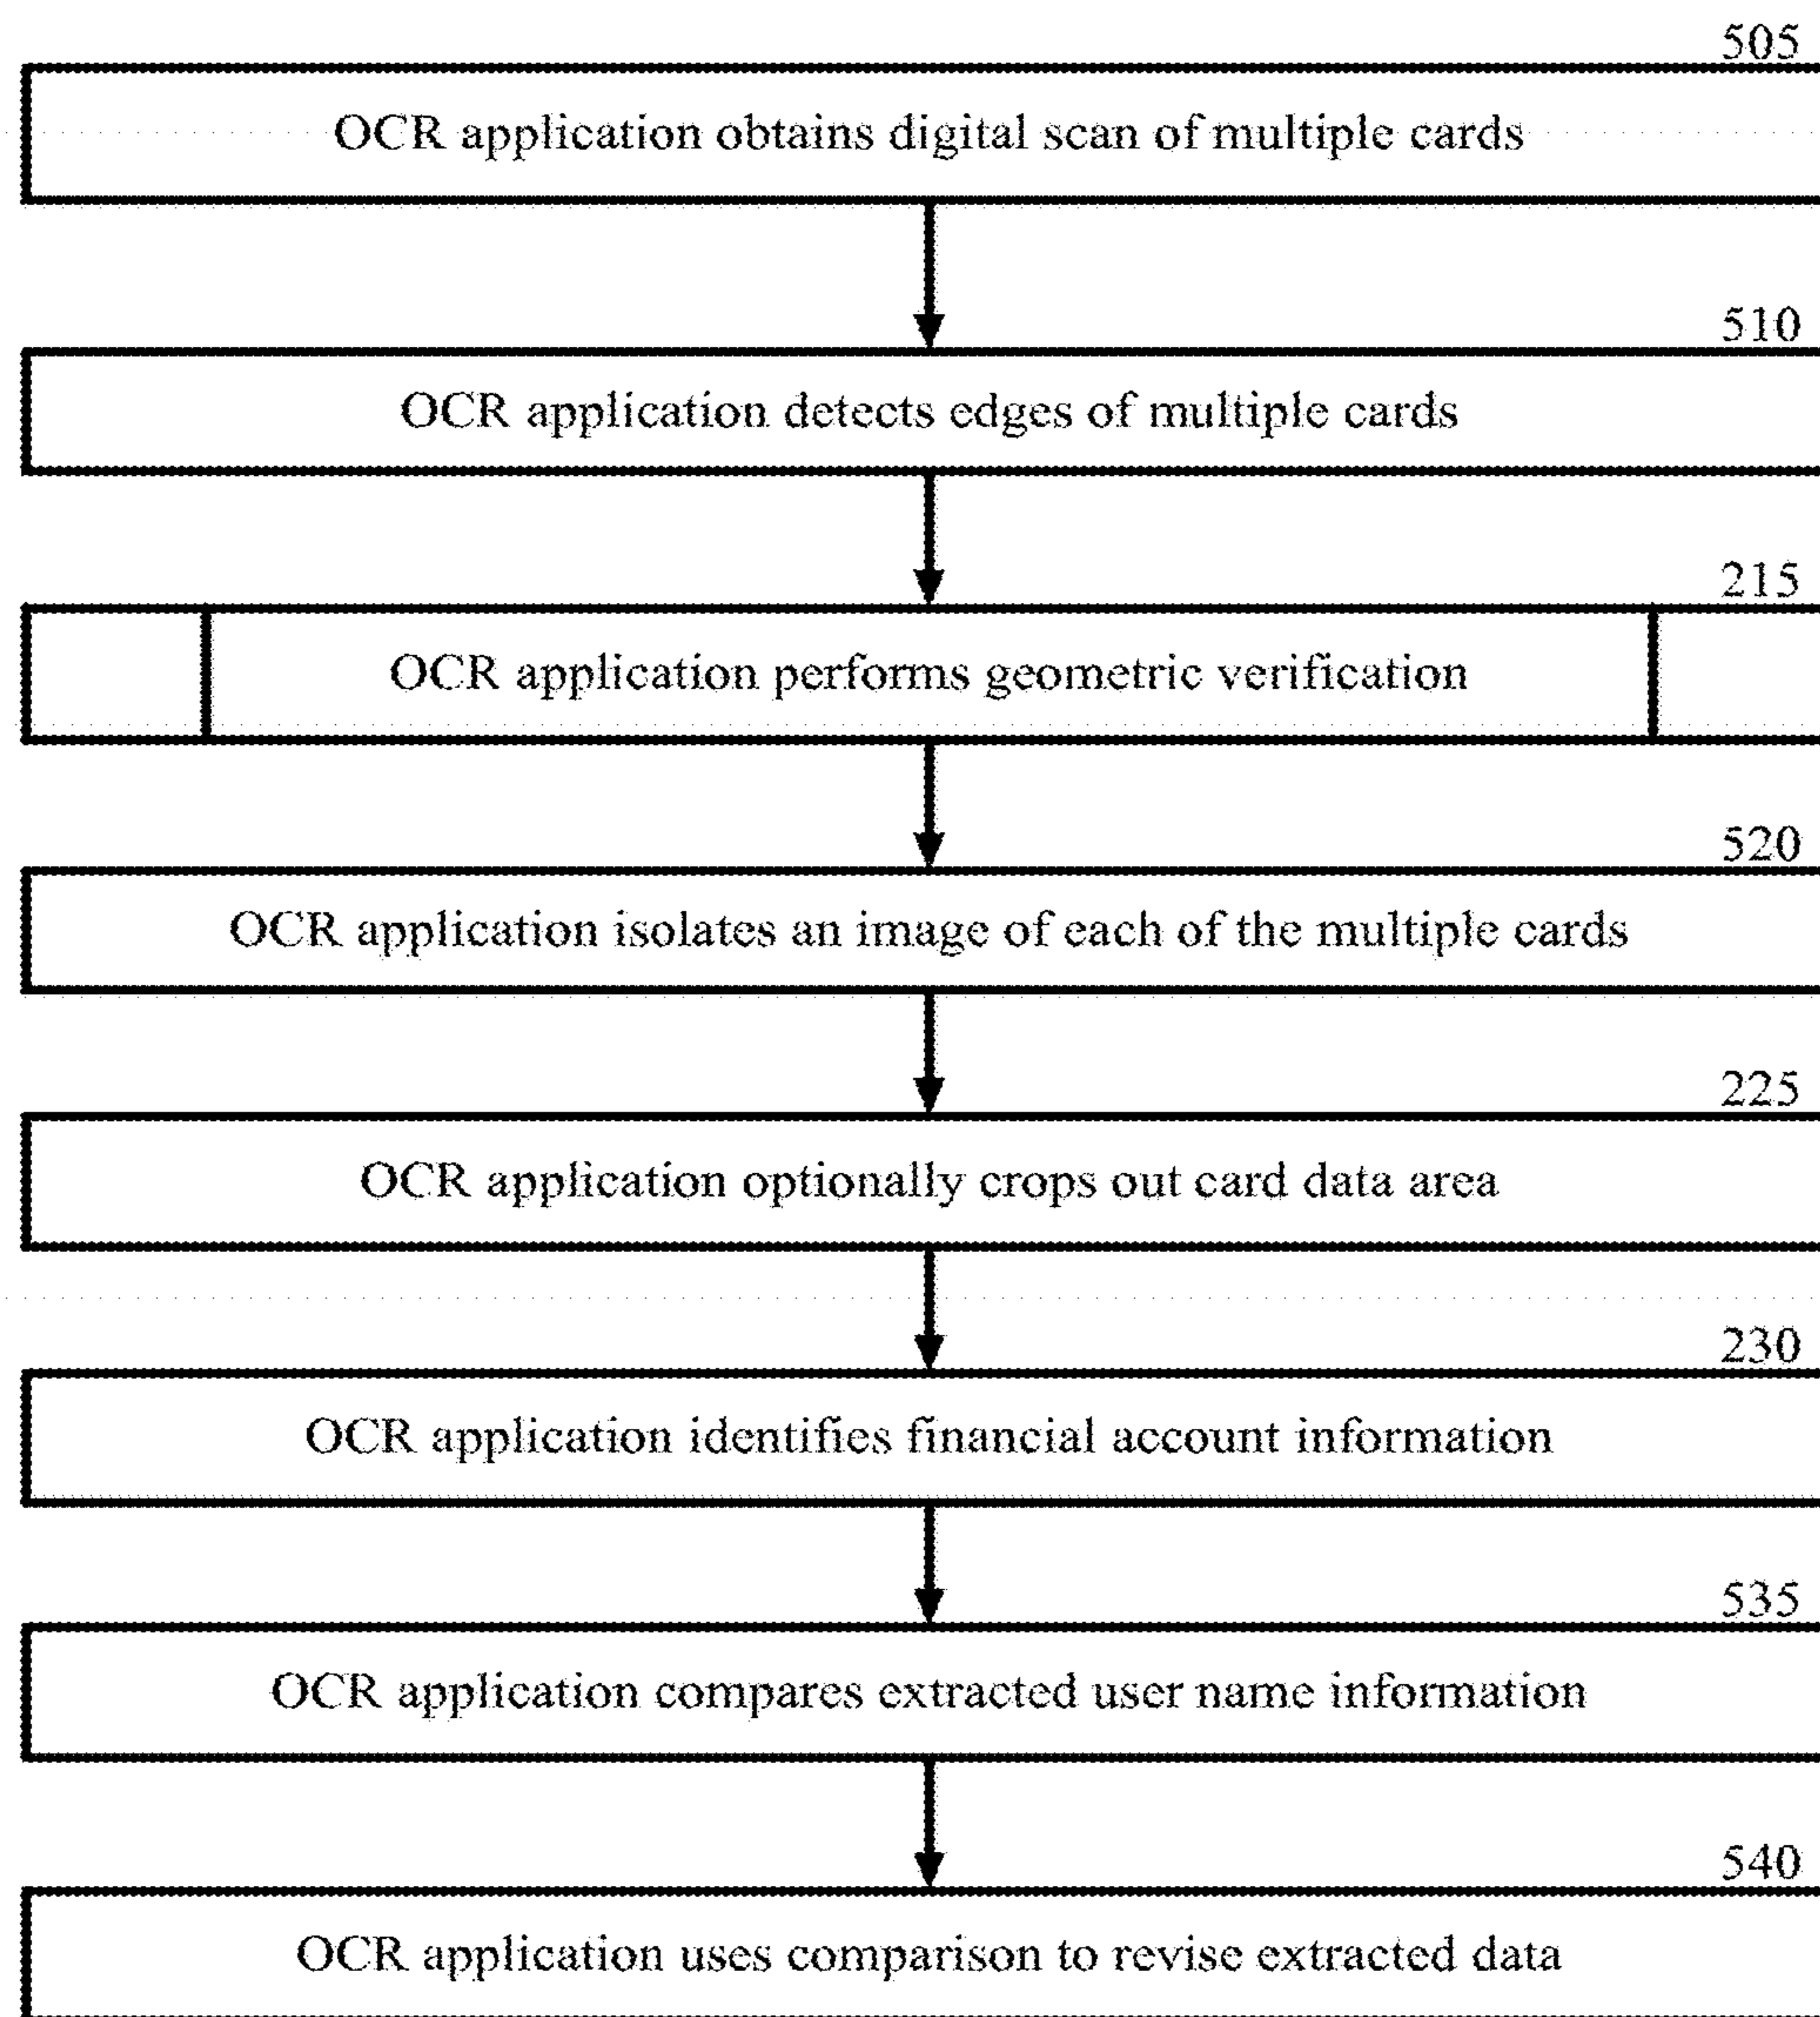 505
OCR application obtains digital scan of multiple cards
510
OCR application detects edges of multiple cards
215
OCR application performs geometric verification
520
OCR application isolates an image of each of the multiple cards
225
OCR application optionally crops out card data area
230
OCR application identifies financial account information
535
OCR application compares extracted user name information
540
OCR application uses comparison to revise extracted data